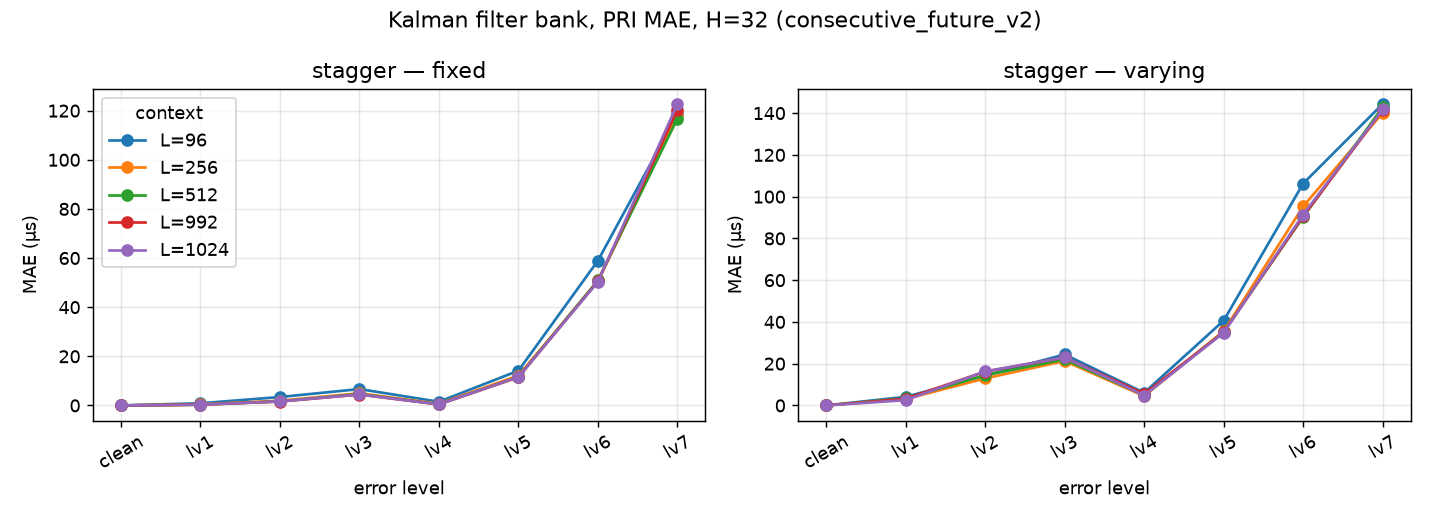 Kalman filter bank, PRI MAE, H=32 (consecutive_future_v2)
stagger — fixed
MAE (μs)
120
100
80
60
40
20
0
context
L=96
L=256
L=512
L=992
L=1024
clean
lv1
lv2
lv3
lv4
lv5
lv6
lv7
error level
stagger — varying
MAE (μs)
140
120
100
80
60
40
20
0
clean
lv1
lv2
lv3
lv4
lv5
lv6
lv7
error level